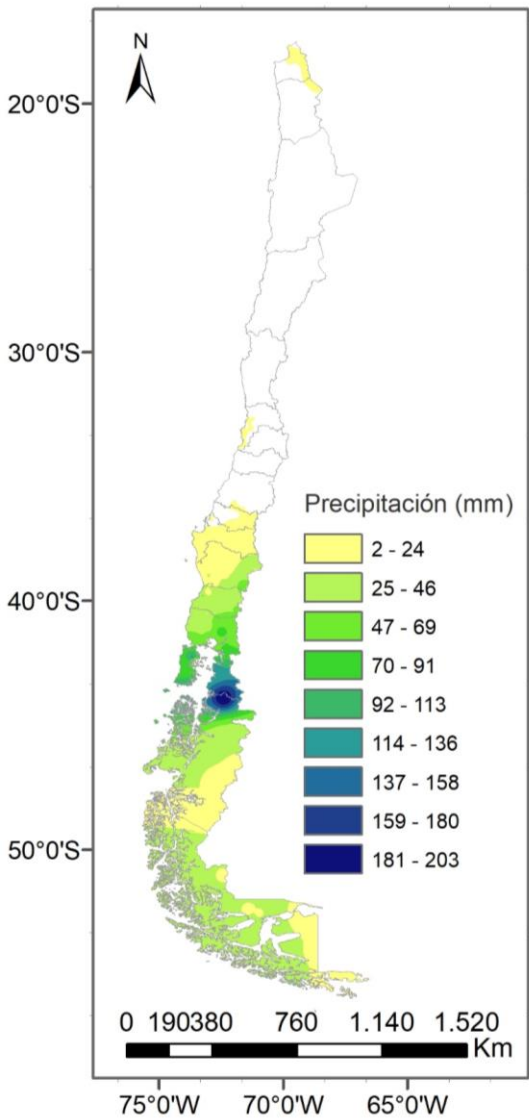 N
20°0'S
30°0'S
40°0'S
50°0'S
Precipitación (mm)
2 - 24
25 - 46
47 - 69
70 - 91
92 - 113
114 - 136
137 - 158
159 - 180
181 - 203
0 190380 760 1.140 1.520
Km
75°0'W 70°0'W 65°0'W